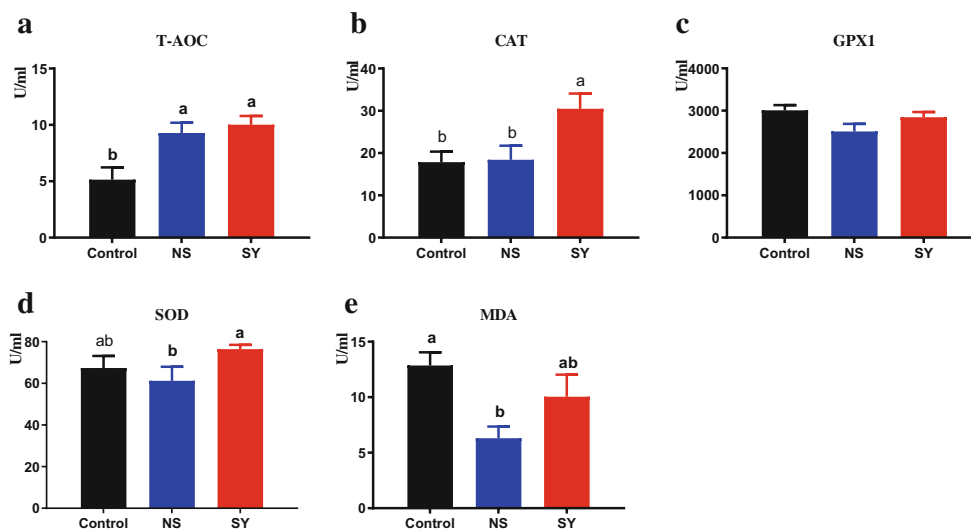 a
T-AOC
U/ml
15
10
5
0
b
a
a
Control NS SY
b
CAT
U/ml
40
30
20
10
0
b
b
a
Control NS SY
c
GPX1
U/ml
4000
3000
2000
1000
0
Control NS SY
d
SOD
U/ml
80
60
40
20
0
ab
b
a
Control NS SY
e
MDA
U/ml
15
10
5
0
a
b
ab
Control NS SY